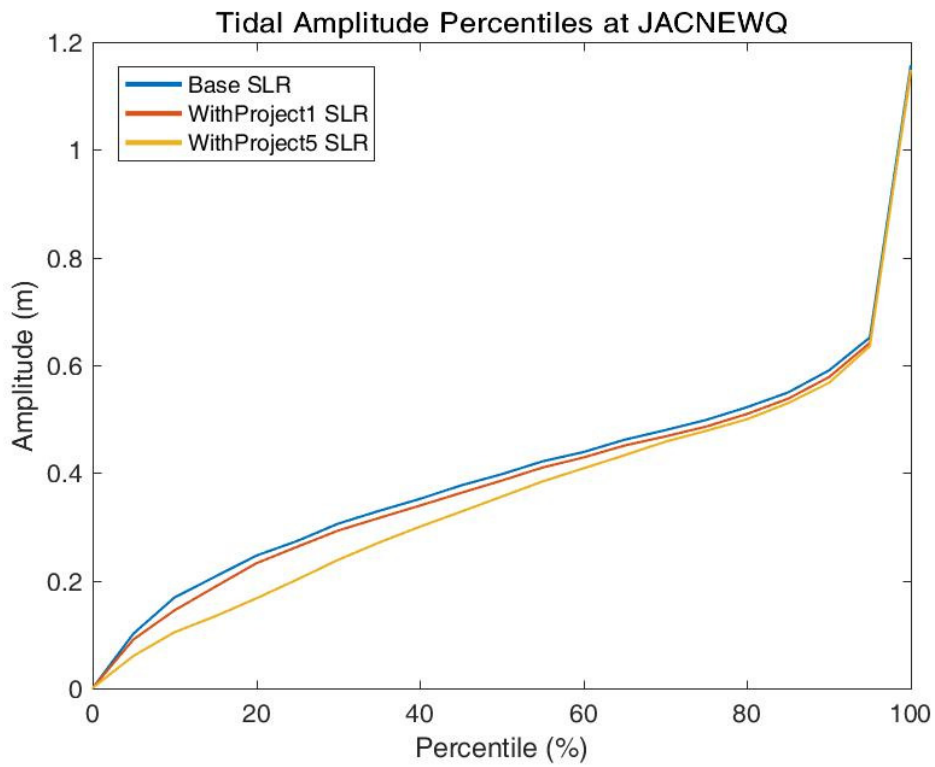 Tidal Amplitude Percentiles at JACNEWQ
1.2
Base SLR
WithProject1 SLR
WithProject5 SLR
1
0.8
0.6
0.4
0.2
0
Amplitude (m)
0 20 40 60 80 100
Percentile (%)